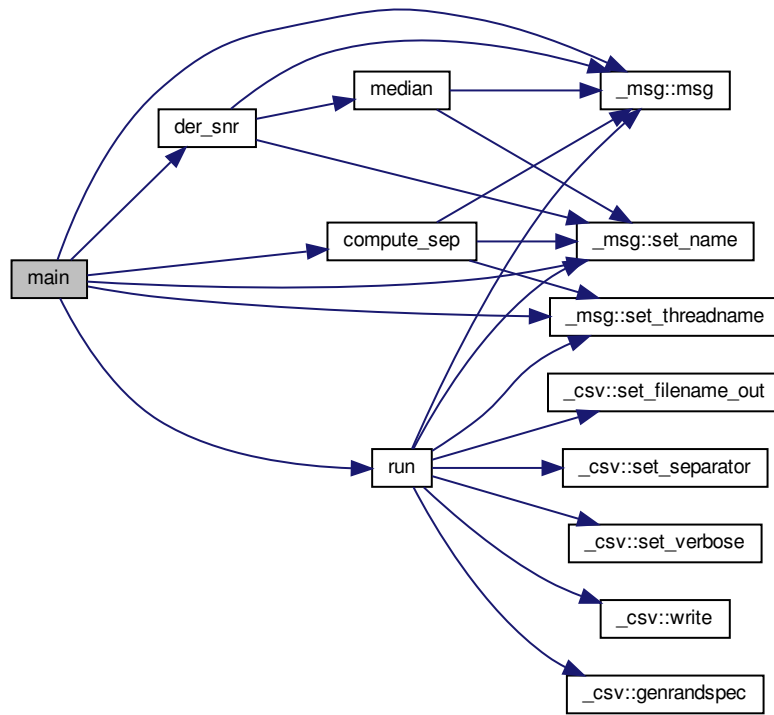 median
_msg::msg
der_snr
compute_sep
_msg::set_name
main
_msg::set_threadname
_csv::set_filename_out
run
_csv::set_separator
_csv::set_verbose
_csv::write
_csv::genrandspec